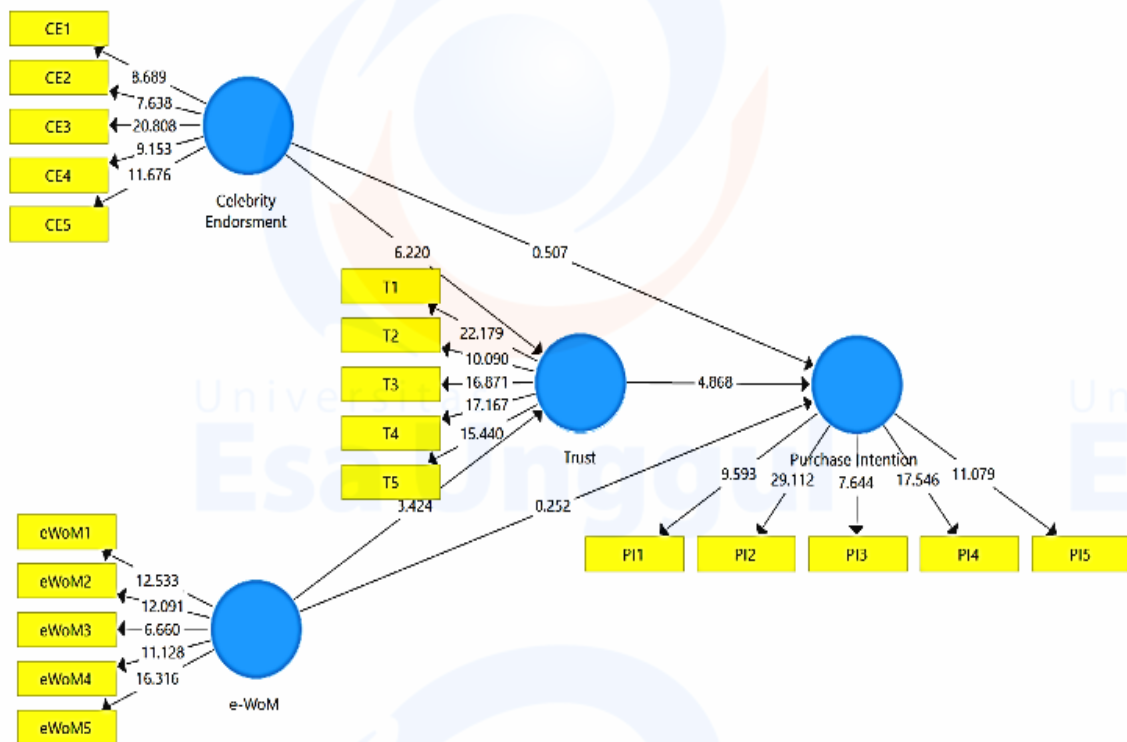 CE1
CE2
CE3
CE4
CE5
8.689
7.638
20.808
9.153
11.676
Celebrity
Endorsment
6.220
0.507
T1
T2
T3
T4
T5
22.179
10.090
16.871
17.167
15.440
Trust
4.868
Purchase Intention
9.593
29.112
7.644
17.546
11.079
PI1
PI2
PI3
PI4
PI5
3.424
0.252
eWoM1
eWoM2
eWoM3
eWoM4
eWoM5
12.533
12.091
6.660
11.128
16.316
e-WoM
Universita
Esa Unggul
Un
E